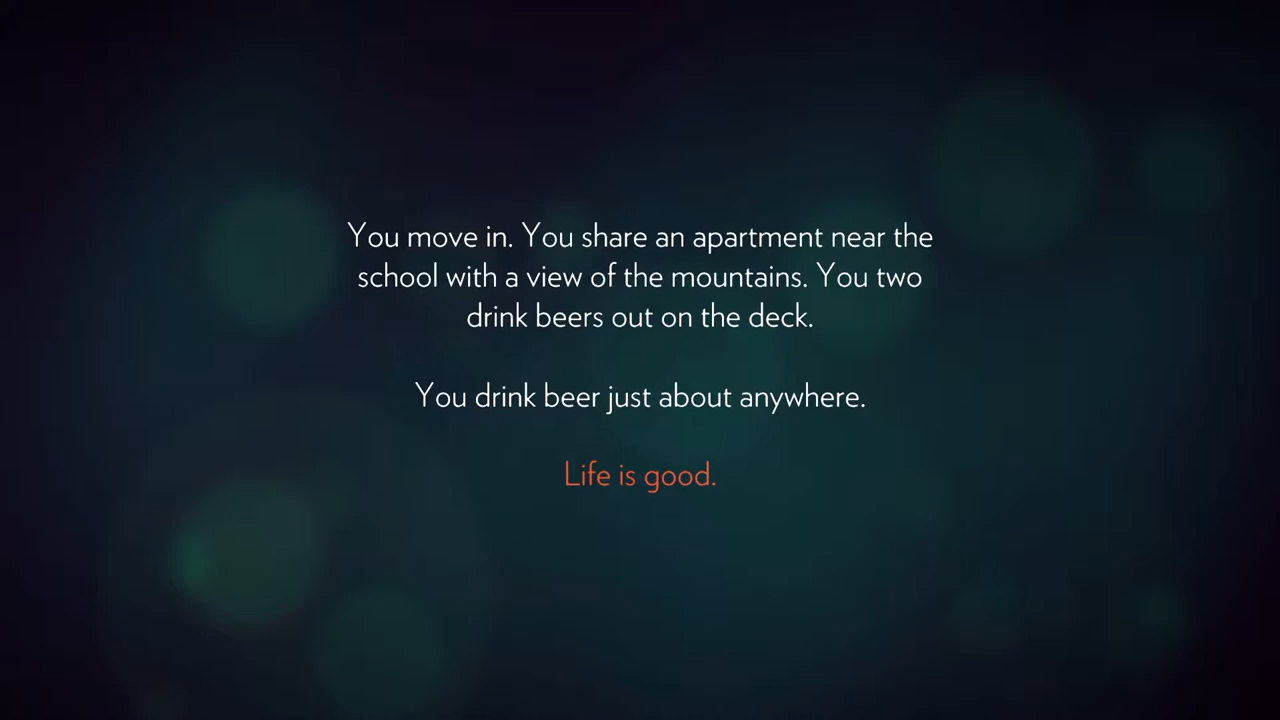 You move in. You share an apartment near the
school with a view of the mountains. You two
drink beers out on the deck.
You drink beer just about anywhere.
Life is good.